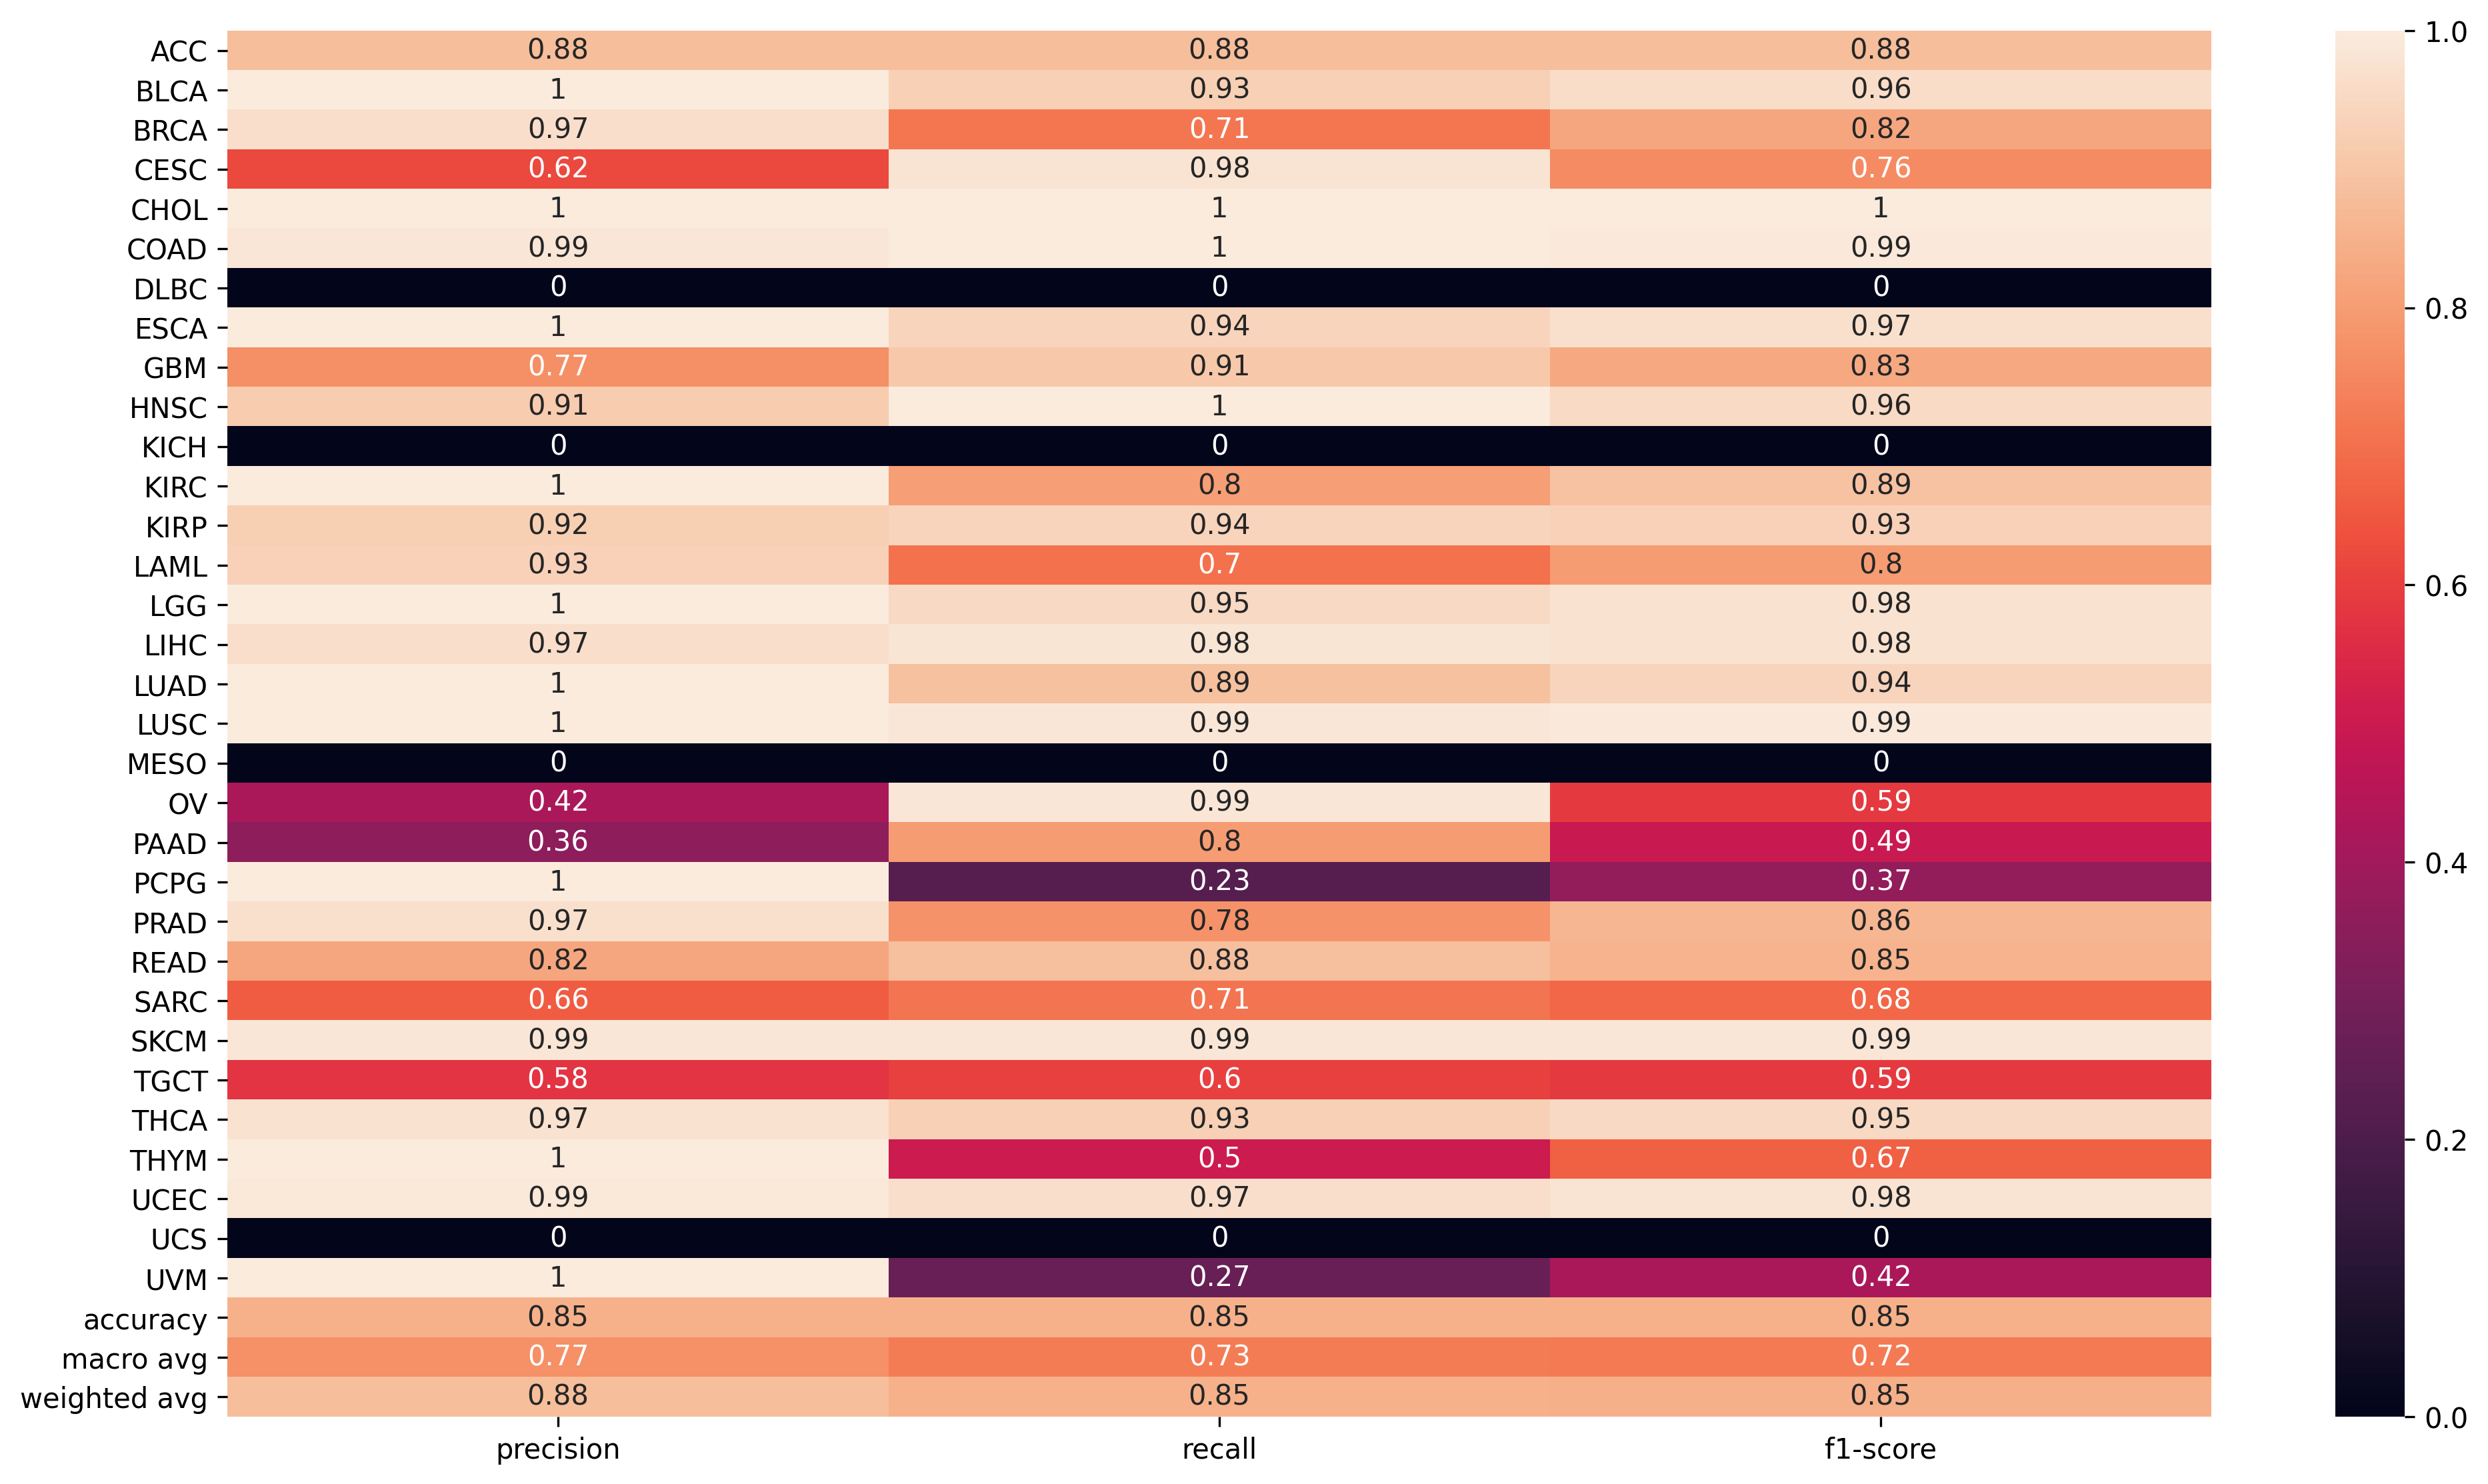 ACC 0.88 0.88 0.88 1.0
BLCA 1 0.93 0.96
BRCA 0.97 0.71 0.82
CESC 0.62 0.98 0.76
CHOL 1 1 1
COAD 0.99 1 0.99
DLBC 0 0 0
ESCA 1 0.94 0.97 0.8
GBM 0.77 0.91 0.83
HNSC 0.91 1 0.96
KICH 0 0 0
KIRC 1 0.8 0.89
KIRP 0.92 0.94 0.93
LAML 0.93 0.7 0.8
LGG 1 0.95 0.98 0.6
LIHC 0.97 0.98 0.98
LUAD 1 0.89 0.94
LUSC 1 0.99 0.99
MESO 0 0 0
OV 0.42 0.99 0.59
PAAD 0.36 0.8 0.49 0.4
PCPG 1 0.23 0.37
PRAD 0.97 0.78 0.86
READ 0.82 0.88 0.85
SARC 0.66 0.71 0.68
SKCM 0.99 0.99 0.99
TGCT 0.58 0.6 0.59
THCA 0.97 0.93 0.95 0.2
THYM 1 0.5 0.67
UCEC 0.99 0.97 0.98
UCS 0 0 0
UVM 1 0.27 0.42
accuracy 0.85 0.85 0.85
macro avg 0.77 0.73 0.72
weighted avg 0.88 0.85 0.85 0.0
precision recall f1-score